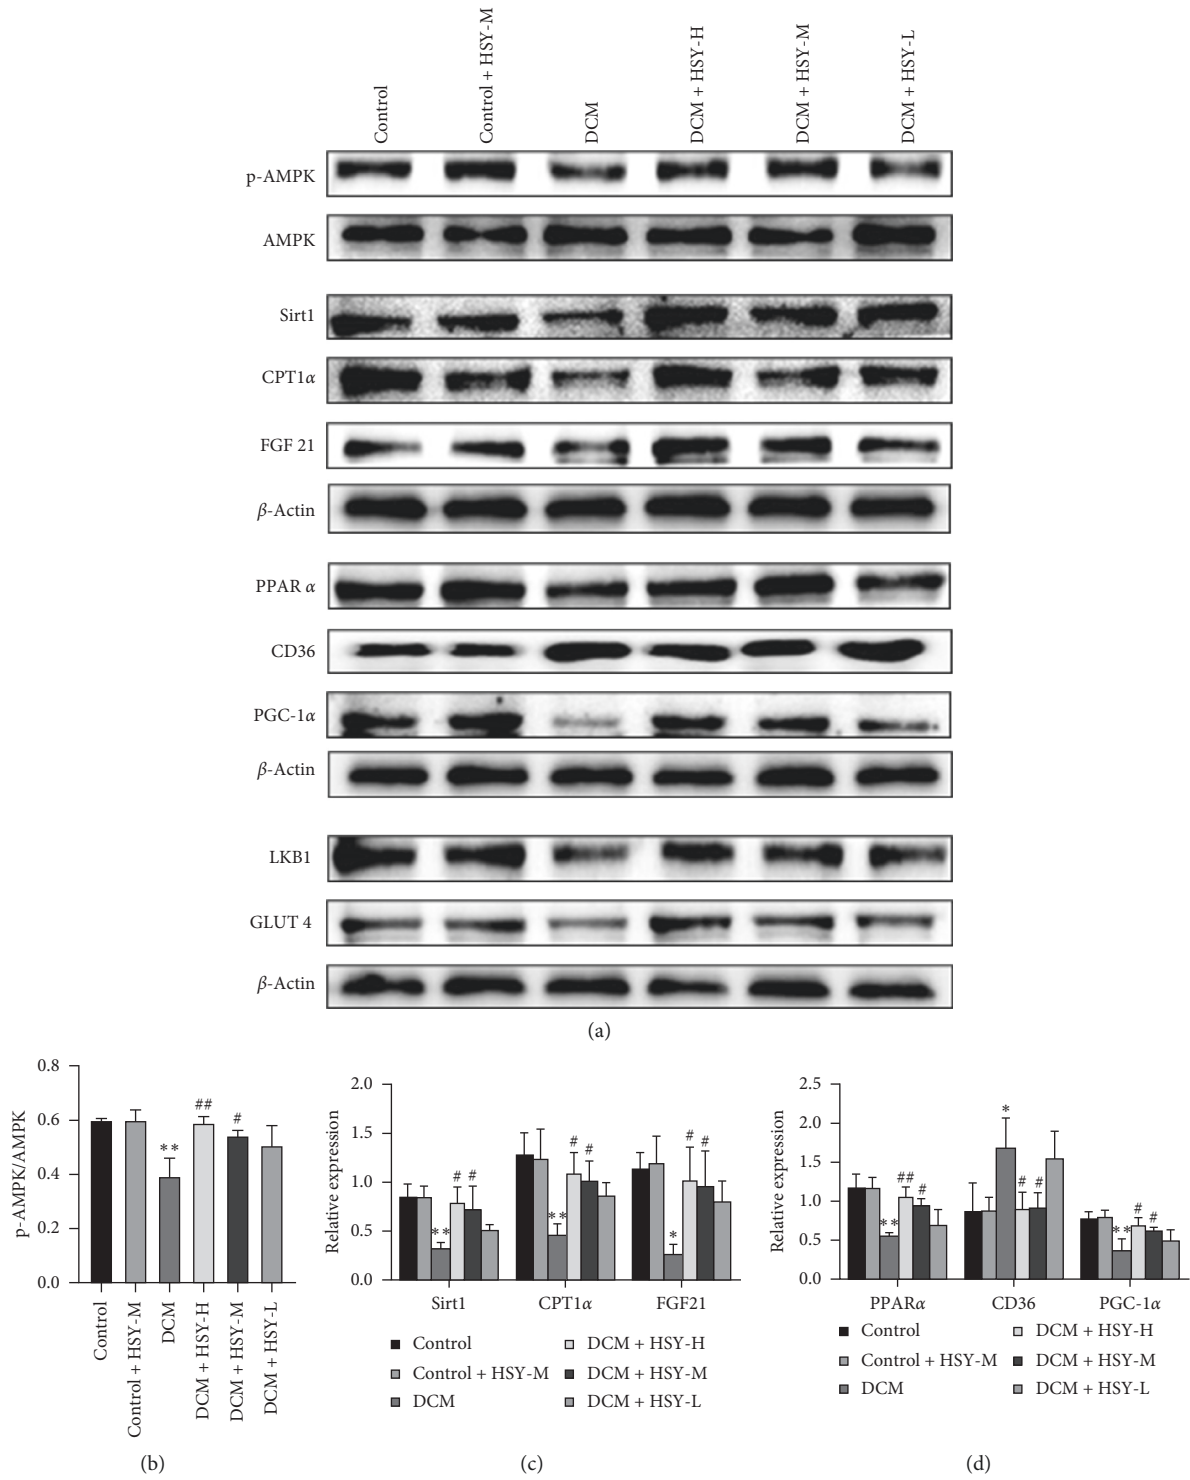 Control
Control + HSY-M
DCM
DCM + HSY-H
DCM + HSY-M
DCM + HSY-L
p-AMPK
AMPK
Sirt1
CPT1α
FGF 21
β-Actin
PPAR α
CD36
PGC-1α
β-Actin
LKB1
GLUT 4
β-Actin
(a)
p-AMPK/AMPK
0.8
0.6
0.4
0.2
0.0
**
##
#
Control
Control + HSY-M
DCM
DCM + HSY-H
DCM + HSY-M
DCM + HSY-L
(b)
Relative expression
2.0
1.5
1.0
0.5
0.0
** # #
** # #
* # #
Sirt1 CPT1α FGF21
Control
Control + HSY-M
DCM
DCM + HSY-H
DCM + HSY-M
DCM + HSY-L
(c)
Relative expression
2.5
2.0
1.5
1.0
0.5
0.0
** ## #
* # #
** # #
PPARα CD36 PGC-1α
Control
Control + HSY-M
DCM
DCM + HSY-H
DCM + HSY-M
DCM + HSY-L
(d)